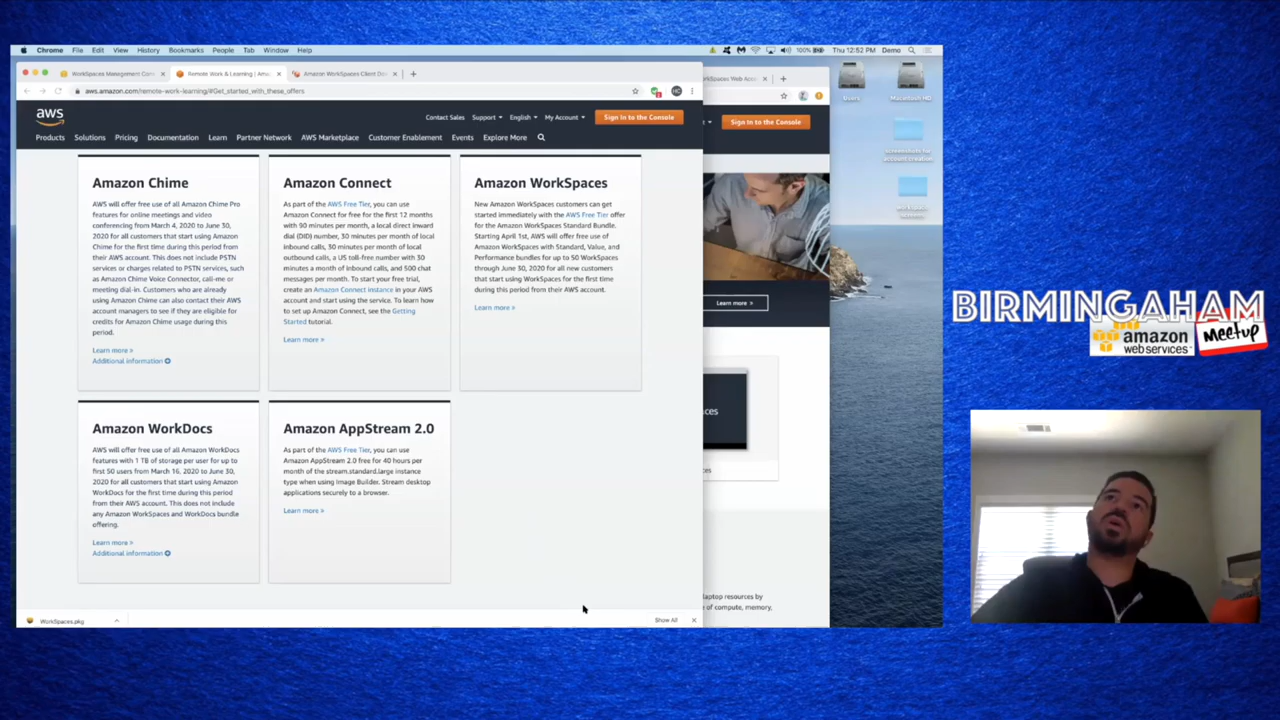 Chrome File Edit View History Bookmarks People Tab Window Help
100% Thu 12:52 PM Demo
WorkSpaces Management Con
Remote Work & Learning | Ama
Amazon WorkSpaces Client Do
aws.amazon.com/remote-work-learning/#Get_started_with_these_offers
aws
Contact Sales Support English My Account Sign In to the Console
Products Solutions Pricing Documentation Learn Partner Network AWS Marketplace Customer Enablement Events Explore More
Amazon Chime
AWS will offer free use of all Amazon Chime Pro
features for online meetings and video
conferencing from March 4, 2020 to June 30,
2020 for all customers that start using Amazon
Chime for the first time during this period from
their AWS account. This does not include PSTN
services or charges related to PSTN services, such
as Amazon Chime Voice Connector, call-me or
meeting dial-in. Customers who are already
using Amazon Chime can also contact their AWS
account managers to see if they are eligible for
credits for Amazon Chime usage during this
period.
Learn more »
Additional information
Amazon Connect
As part of the AWS Free Tier, you can use
Amazon Connect for free for the first 12 months
with 90 minutes per month, a local direct inward
dial (DID) number, 30 minutes per month of local
inbound calls, 30 minutes per month of local
outbound calls, a US toll-free number with 30
minutes a month of inbound calls, and 500 chat
messages per month. To start your free trial,
create an Amazon Connect instance in your AWS
account and start using the service. To learn how
to set up Amazon Connect, see the Getting
Started tutorial.
Learn more »
Amazon WorkSpaces
New Amazon WorkSpaces customers can get
started immediately with the AWS Free Tier offer
for the Amazon WorkSpaces Standard Bundle.
Starting April 1st, AWS will offer free use of
Amazon WorkSpaces with Standard, Value, and
Performance bundles for up to 50 WorkSpaces
through June 30, 2020 for all new customers
that start using WorkSpaces for the first time
during this period from their AWS account.
Learn more »
Amazon WorkDocs
AWS will offer free use of all Amazon WorkDocs
features with 1 TB of storage per user for up to
first 50 users from March 16, 2020 to June 30,
2020 for all customers that start using Amazon
WorkDocs for the first time during this period
from their AWS account. This does not include
any Amazon WorkSpaces and WorkDocs bundle
offering.
Learn more »
Additional information
Amazon AppStream 2.0
As part of the AWS Free Tier, you can use
Amazon AppStream 2.0 free for 40 hours per
month of the stream.standard.large instance
type when using Image Builder. Stream desktop
applications securely to a browser.
Learn more »
WorkSpaces.pkg
Show All
Sign In to the Console
Learn more >
laptop resources by
e of compute, memory,
Macintosh HD
BIRMINGAHAM
amazon
web services
Meetup